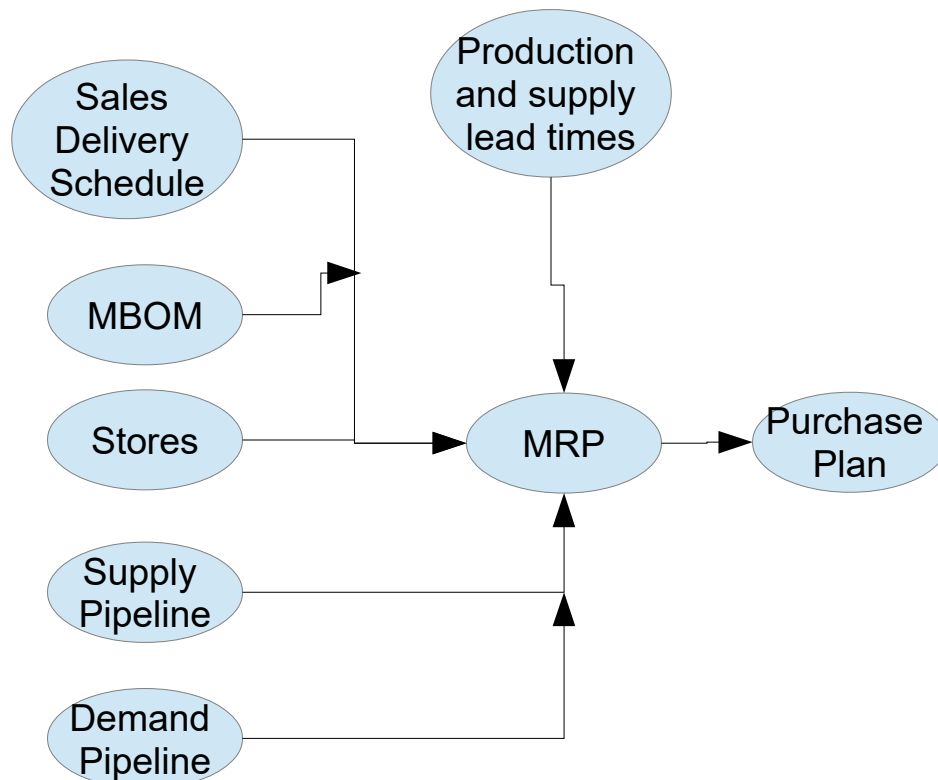 Production
and supply
lead times
Sales
Delivery
Schedule
MBOM
Stores
MRP
Purchase
Plan
Supply
Pipeline
Demand
Pipeline